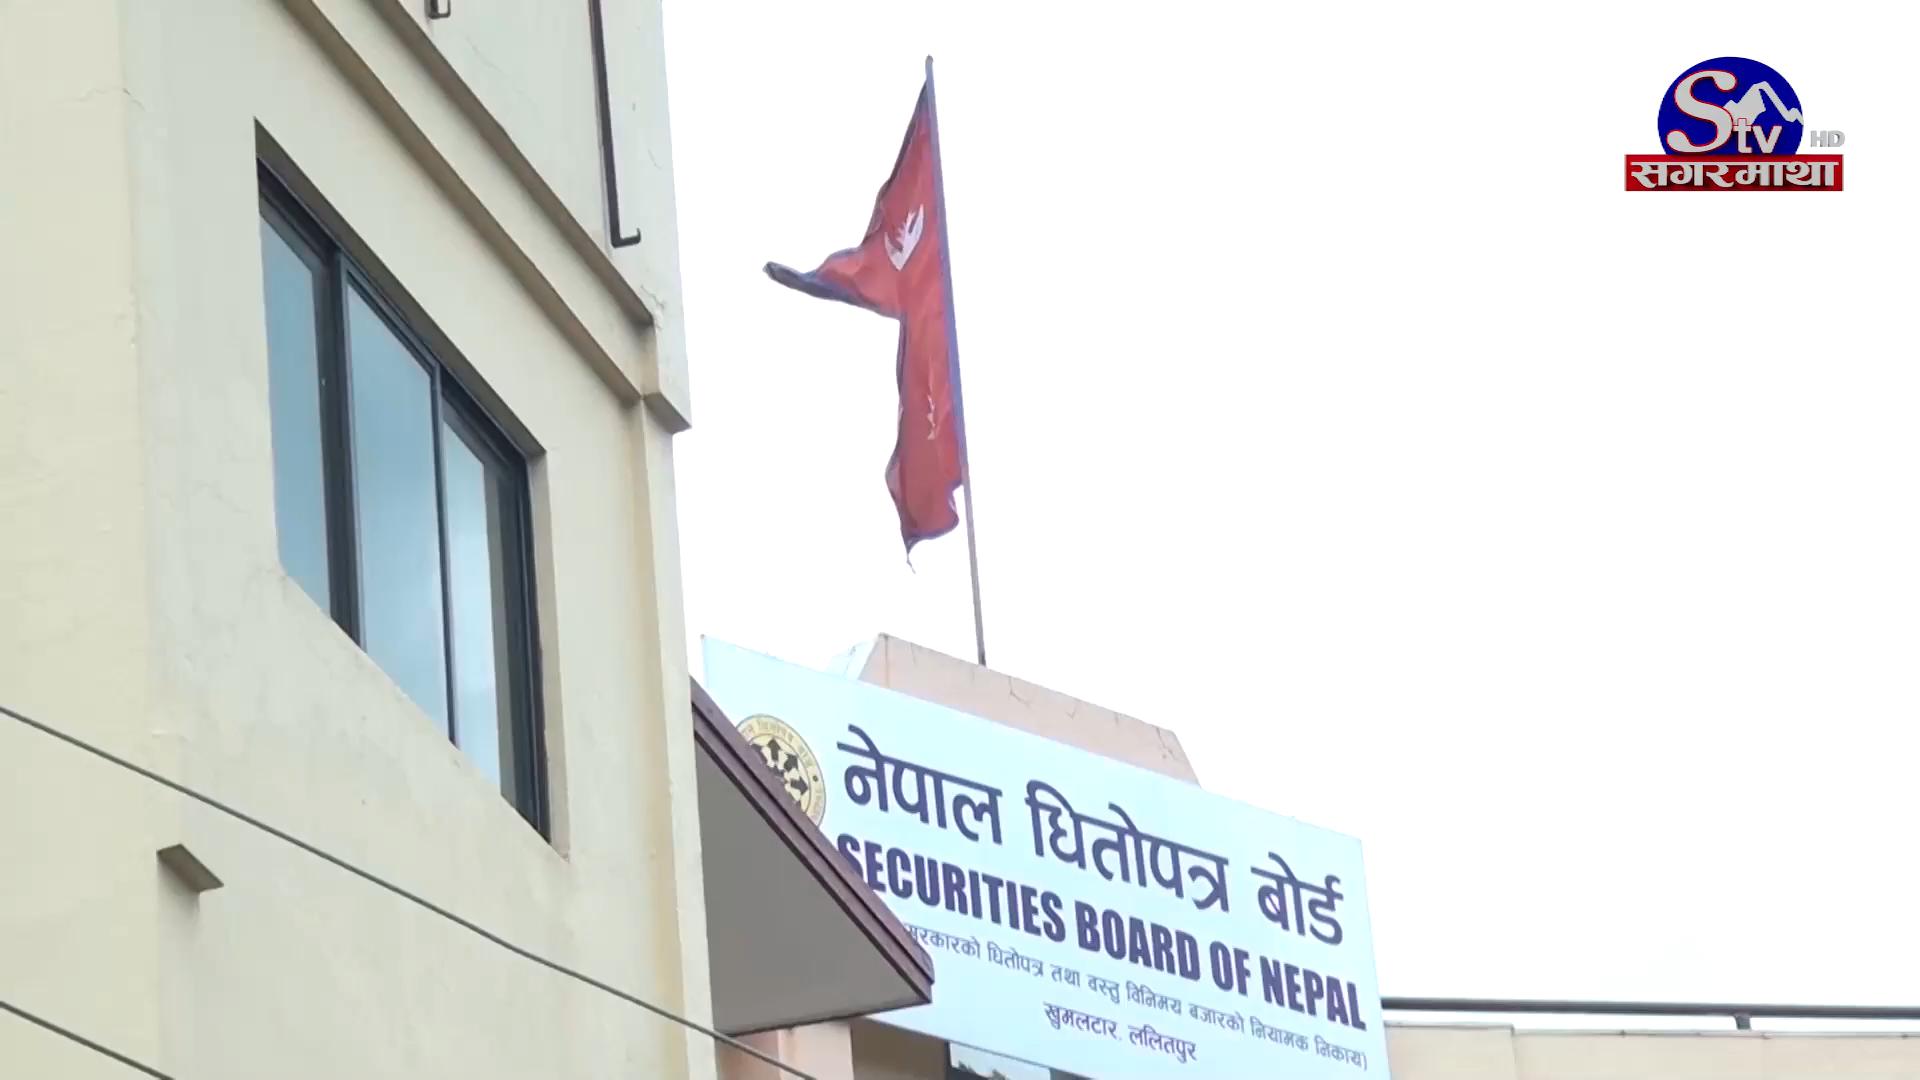 STV HD
सगरमाथा
नेपाल धितोपत्र बोर्ड
SECURITIES BOARD OF NEPAL
सरकारको धितोपत्र तथा वस्तु विनिमय बजारको नियामक निकाय)
खुमलटार, ललितपुर